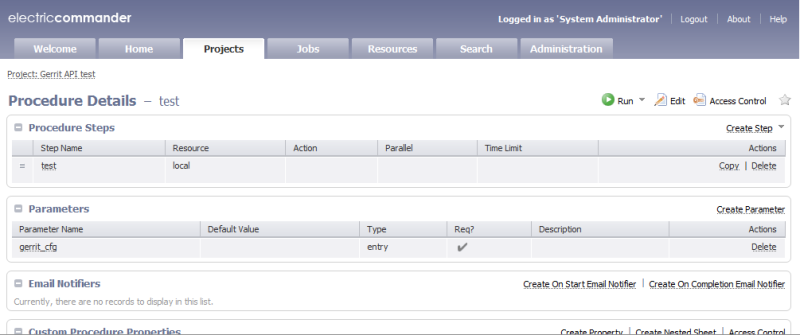 electriccommander Logged in as 'System Administrator' | Logout | About | Help
Welcome Home Projects Jobs Resources Search Administration
Project: Gerrit API test
Procedure Details – test Run Edit Access Control
Procedure Steps Create Step
Step Name Resource Action Parallel Time Limit Actions
test local Copy | Delete
Parameters Create Parameter
Parameter Name Default Value Type Req? Description Actions
gerrit_cfg entry Delete
Email Notifiers Create On Start Email Notifier | Create On Completion Email Notifier
Currently, there are no records to display in this list.
Custom Procedure Properties Create Property | Create Nested Sheet | Access Control